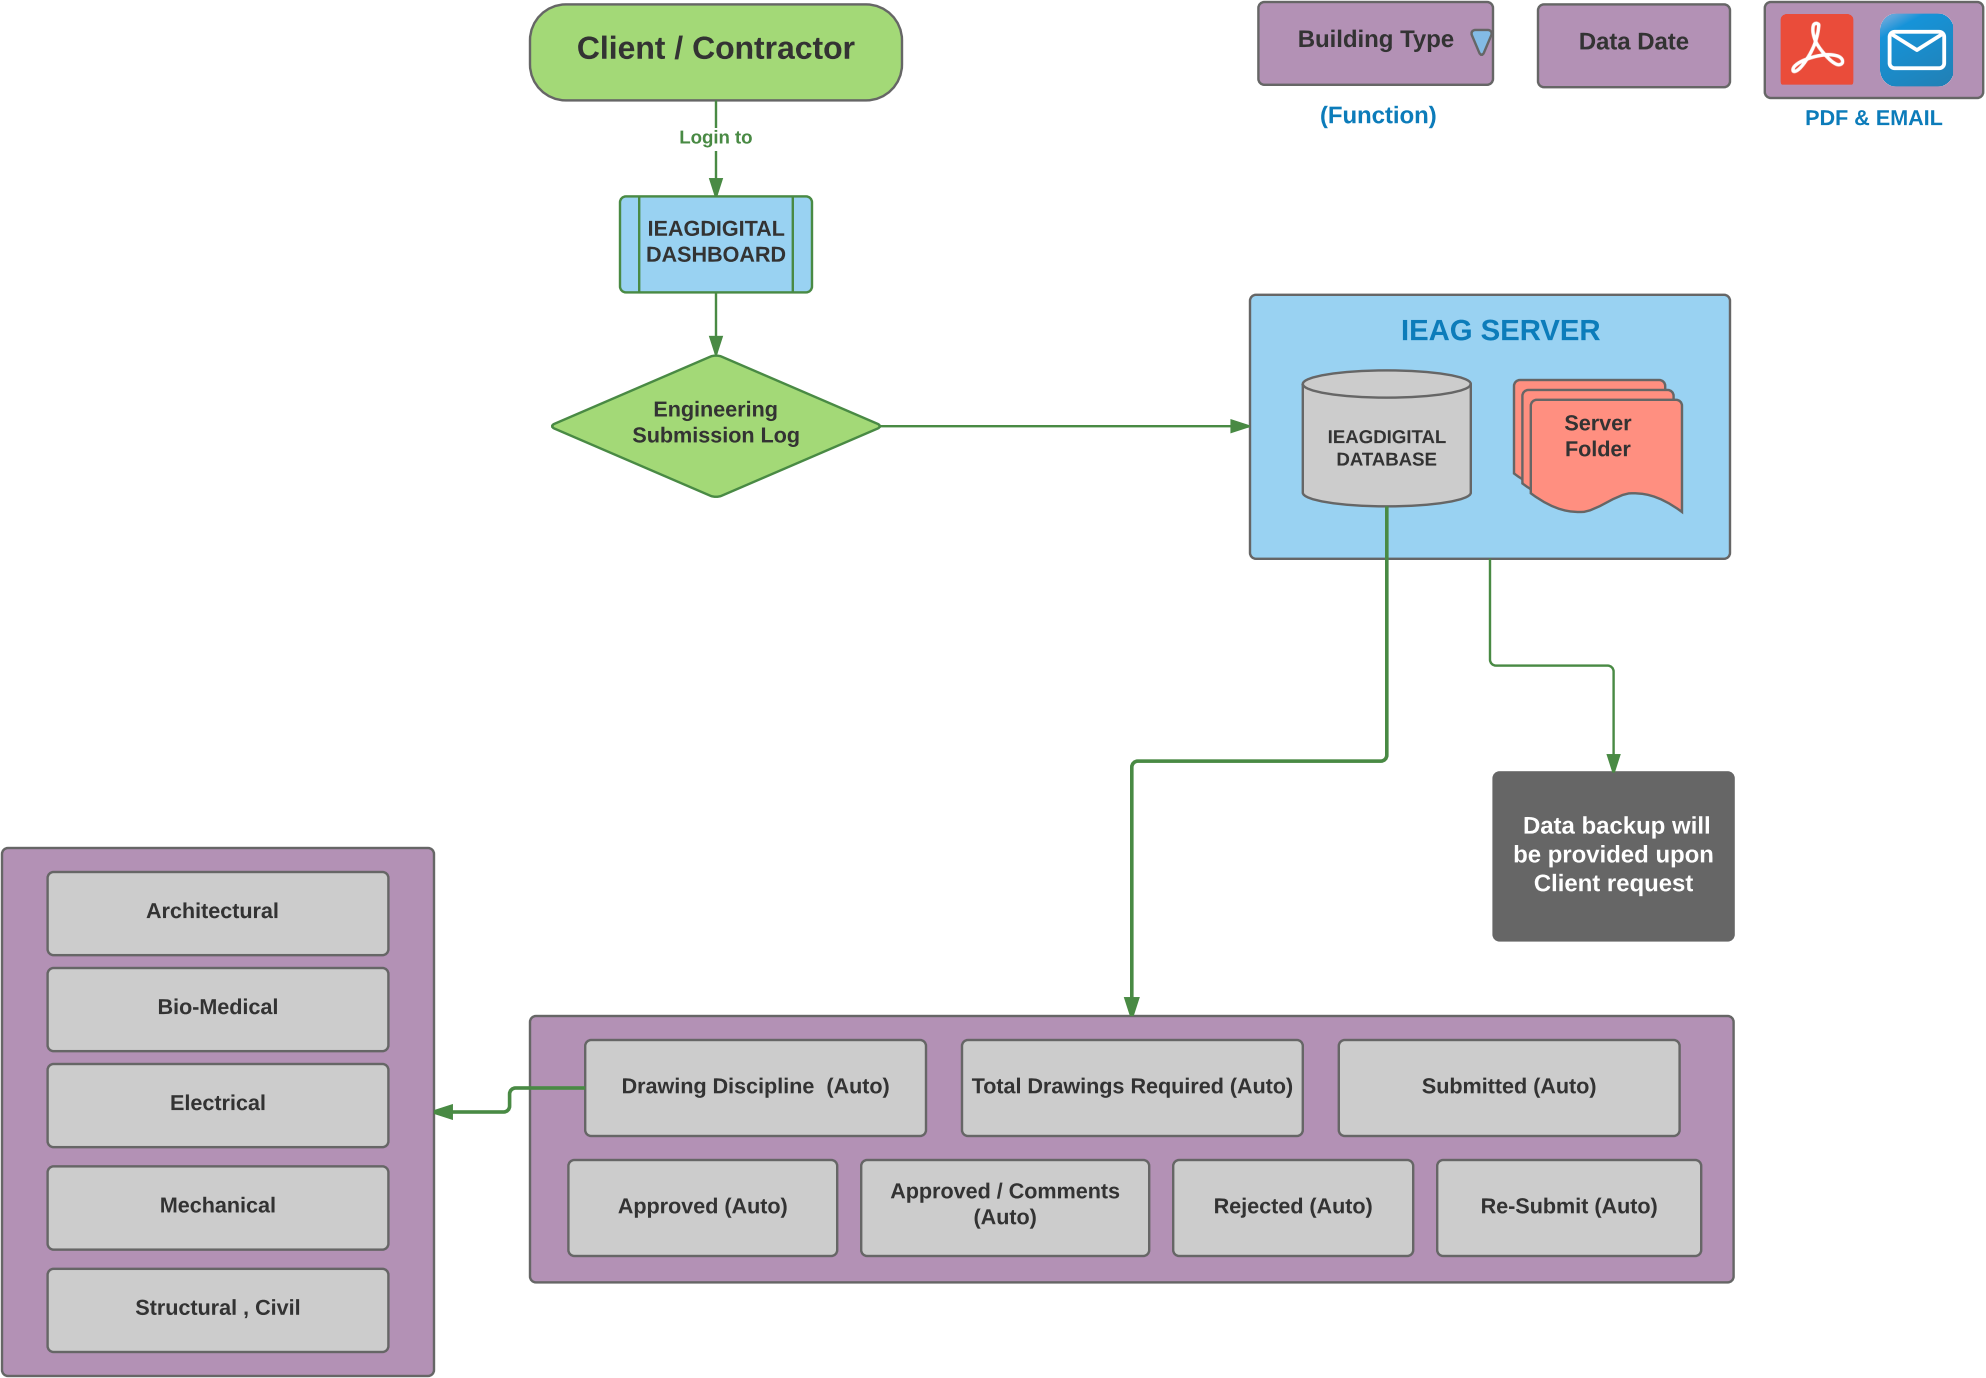 Client / Contractor
Building Type
Data Date
(Function)
PDF & EMAIL
Login to
IEAGDIGITAL
DASHBOARD
IEAG SERVER
Engineering
Submission Log
IEAGDIGITAL
DATABASE
Server
Folder
Data backup will
be provided upon
Client request
Architectural
Bio-Medical
Electrical
Mechanical
Structural , Civil
Drawing Discipline  (Auto)
Total Drawings Required (Auto)
Submitted (Auto)
Approved (Auto)
Approved / Comments
(Auto)
Rejected (Auto)
Re-Submit (Auto)